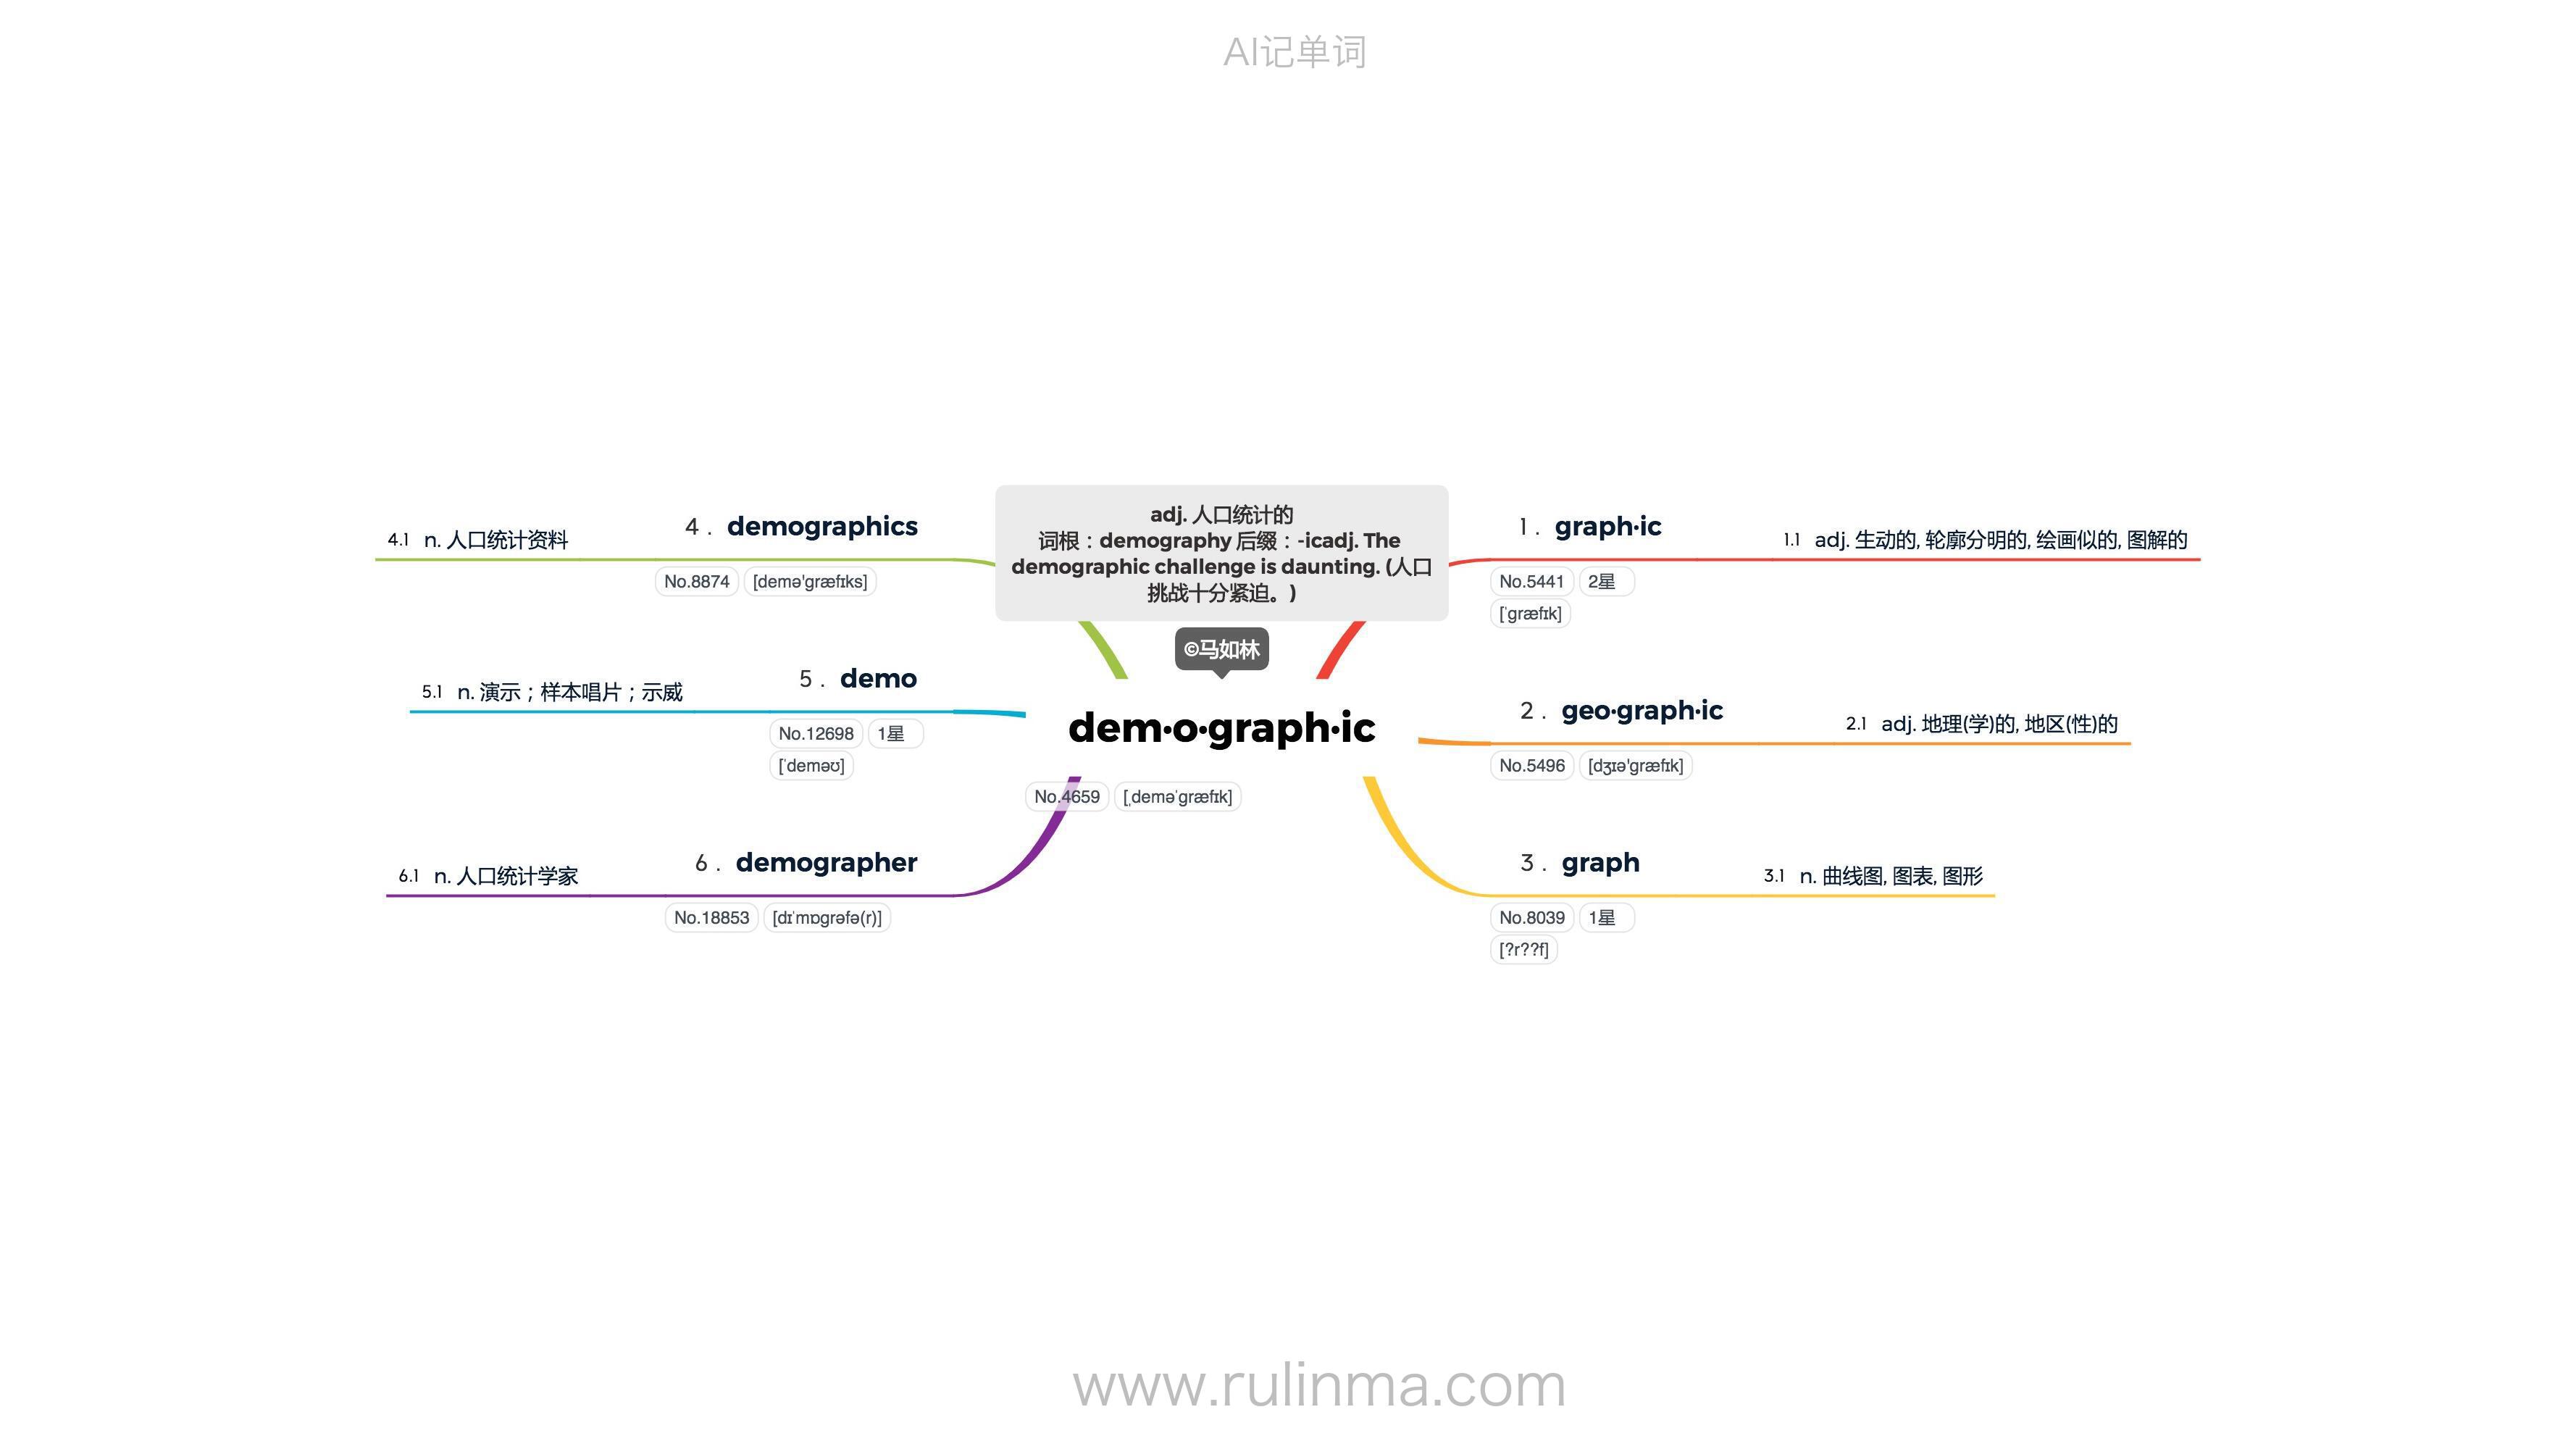 AI记单词
adj. 人口统计的
词根：demography 后缀：-icadj. The
demographic challenge is daunting. (人口
挑战十分紧迫。)
©马如林
dem·o·graph·ic
No.4659 [ˌdeməˈɡræfɪk]
1 . graph·ic
1.1 adj. 生动的, 轮廓分明的, 绘画似的, 图解的
No.5441 2星
[ˈɡræfɪk]
2 . geo·graph·ic
2.1 adj. 地理(学)的, 地区(性)的
No.5496 [dʒɪə'ɡræfɪk]
3 . graph
3.1 n. 曲线图, 图表, 图形
No.8039 1星
[?r??f]
4 . demographics
4.1 n. 人口统计资料
No.8874 [demə'ɡræfɪks]
5 . demo
5.1 n. 演示；样本唱片；示威
No.12698 1星
[ˈdeməʊ]
6 . demographer
6.1 n. 人口统计学家
No.18853 [dɪˈmɒɡrəfə(r)]
www.rulinma.com